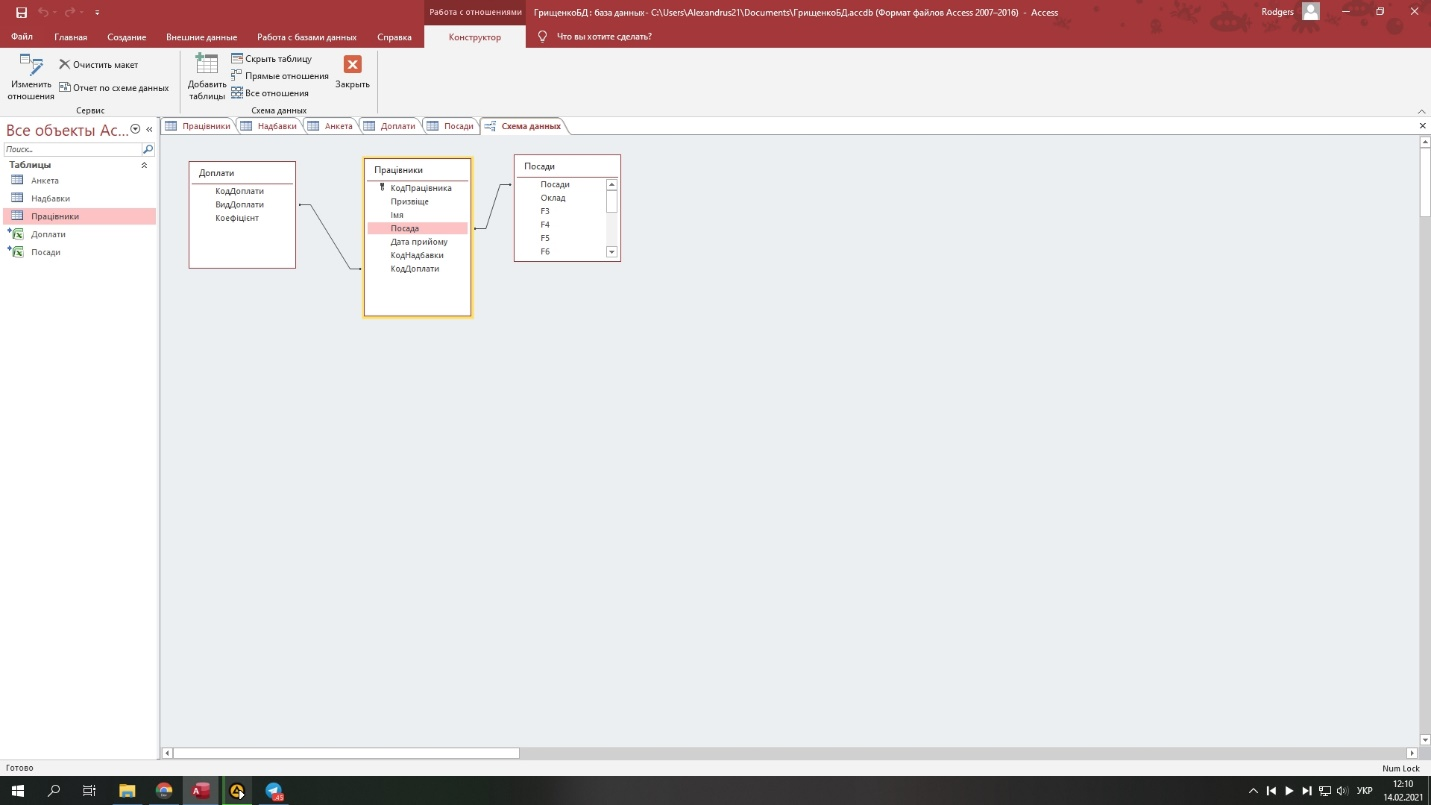 Работа с отношениями
ГрищенкоБД : база данных- C:\Users\Alexandrus21\Documents\ГрищенкоБД.accdb (Формат файлов Access 2007–2016) - Access
Rodgers
Файл Главная Создание Внешние данные Работа с базами данных Справка Конструктор Что вы хотите сделать?
Изменить отношения
Очистить макет
Отчет по схеме данных
Сервис
Добавить таблицы
Скрыть таблицу
Прямые отношения
Все отношения
Закрыть
Схема данных
Все объекты Ac...
Поиск...
Таблицы
Анкета
Надбавки
Працівники
Доплати
Посади
Працівники Надбавки Анкета Доплати Посади Схема данных
Доплати
КодДоплати
ВидДоплати
Коефіцієнт
Працівники
КодПрацівника
Призвіще
Імя
Посада
Дата прийому
КодНадбавки
КодДоплати
Посади
Посади
Оклад
F3
F4
F5
F6
Готово
Num Lock
A
45
УКР
12:10
14.02.2021